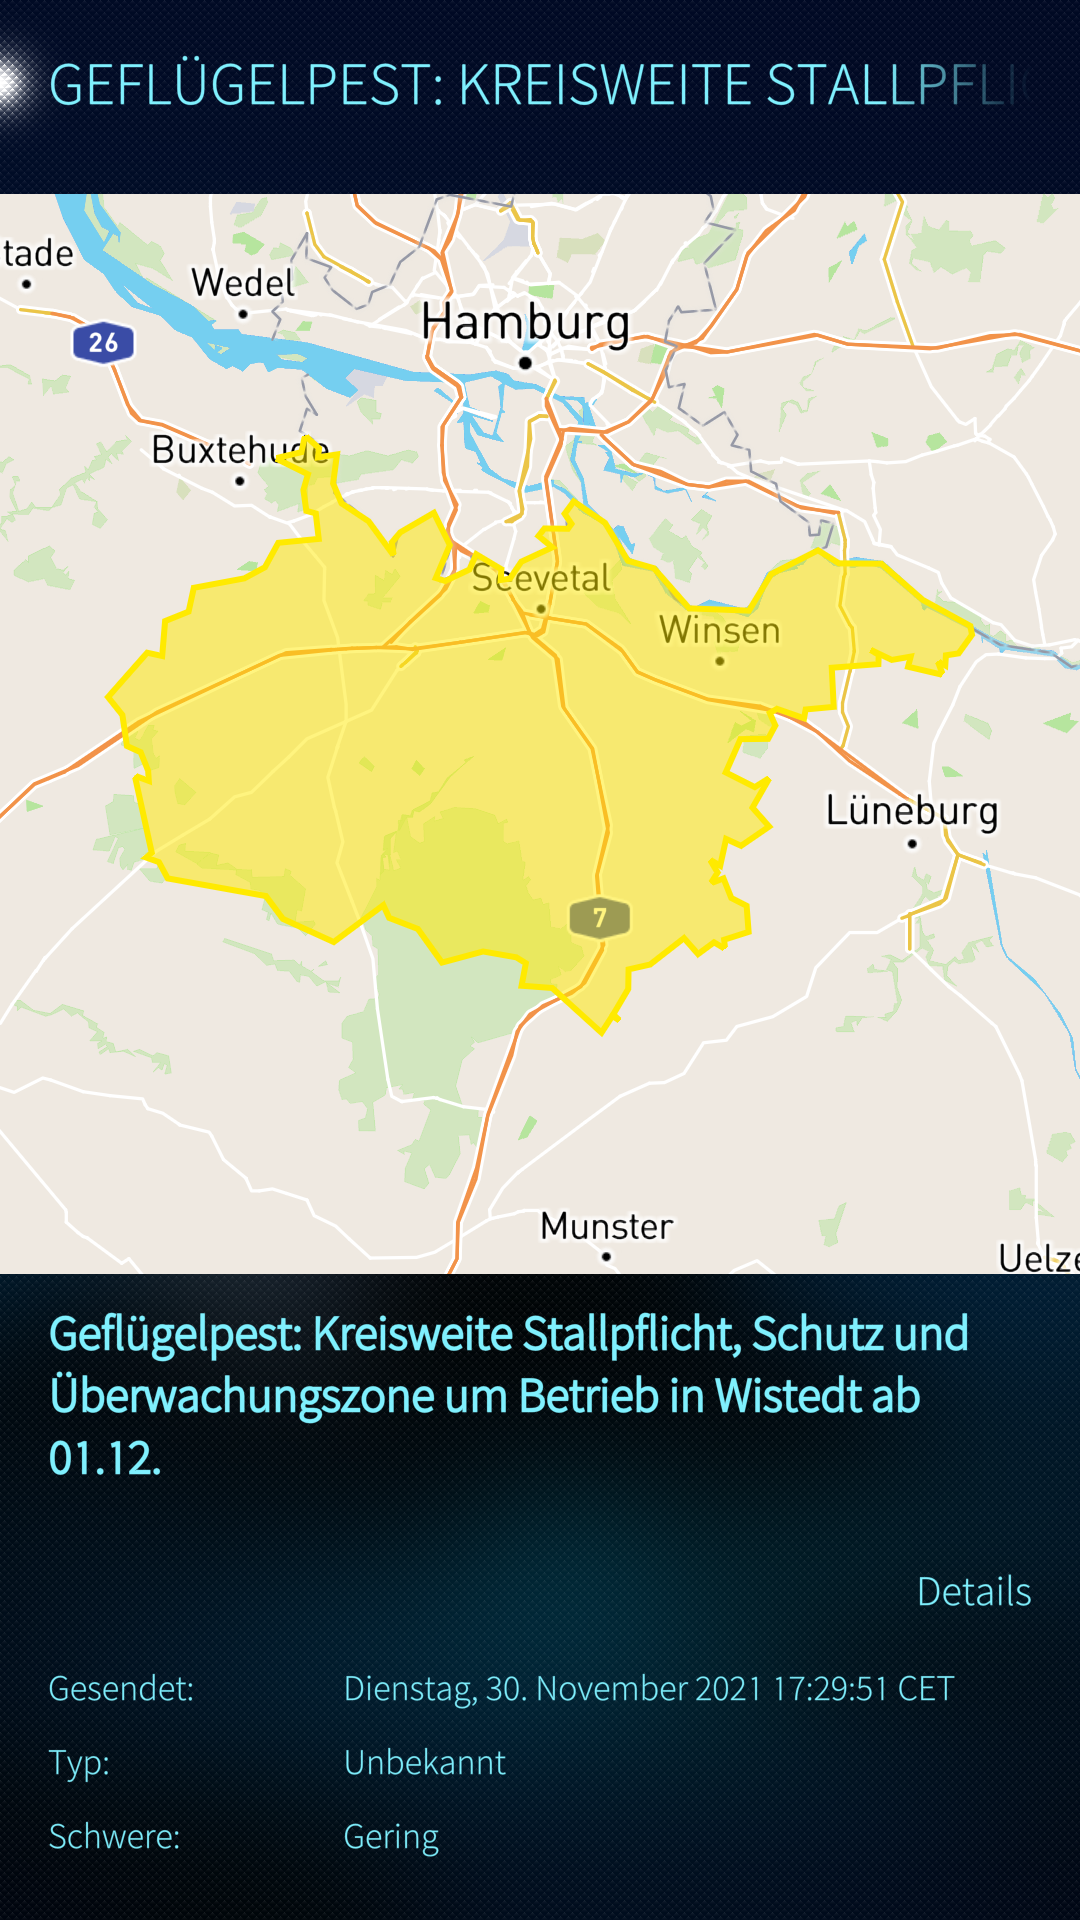 GEFLÜGELPEST: KREISWEITE STALLPFLI
tade
Wedel
Hamburg
26
Buxtehude
Seevetal
Winsen
Lüneburg
7
Munster
Uelze
Geflügelpest: Kreisweite Stallpflicht, Schutz und
Überwachungszone um Betrieb in Wistedt ab
01.12.
Details
Gesendet: Dienstag, 30. November 2021 17:29:51 CET
Typ: Unbekannt
Schwere: Gering